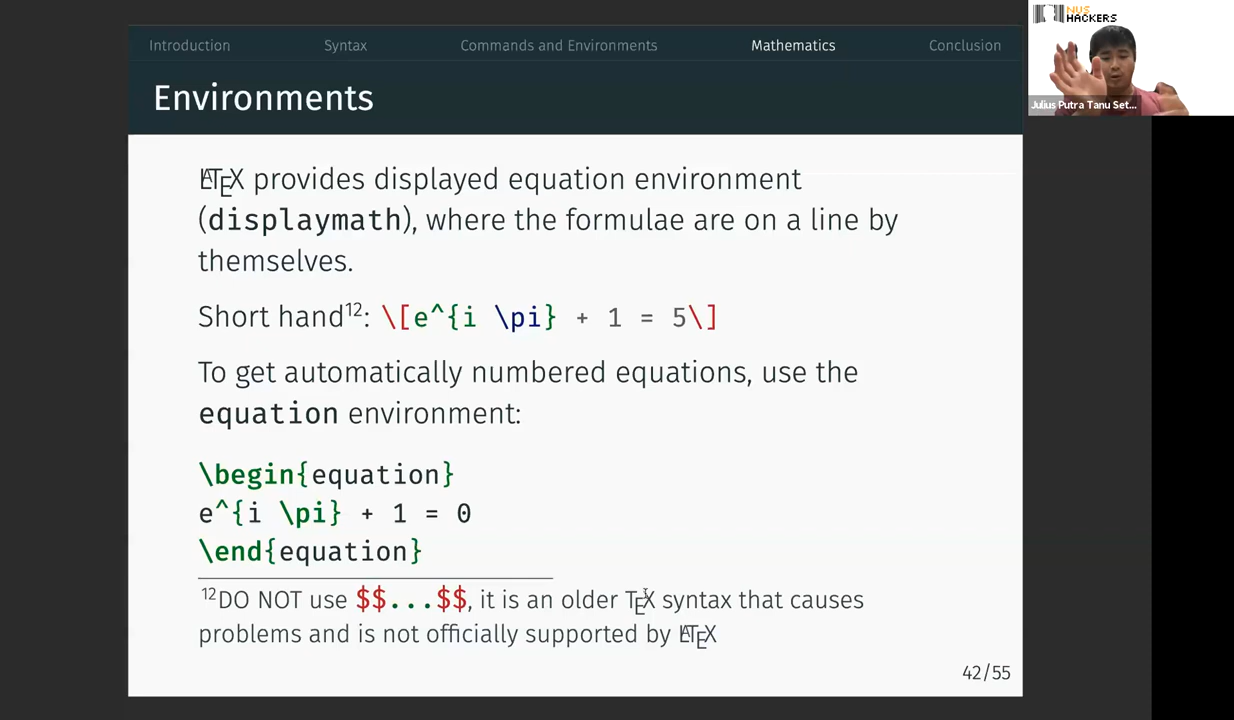 NUS
HACKERS
Julius Putra Tanu Set...
Introduction Syntax Commands and Environments Mathematics Conclusion
Environments
LATEX provides displayed equation environment
(displaymath), where the formulae are on a line by
themselves.
Short hand12: \[e^{i \pi} + 1 = 5\]
To get automatically numbered equations, use the
equation environment:
\begin{equation}
e^{i \pi} + 1 = 0
\end{equation}
12DO NOT use $$...$$, it is an older TEX syntax that causes
problems and is not officially supported by LATEX
42/55